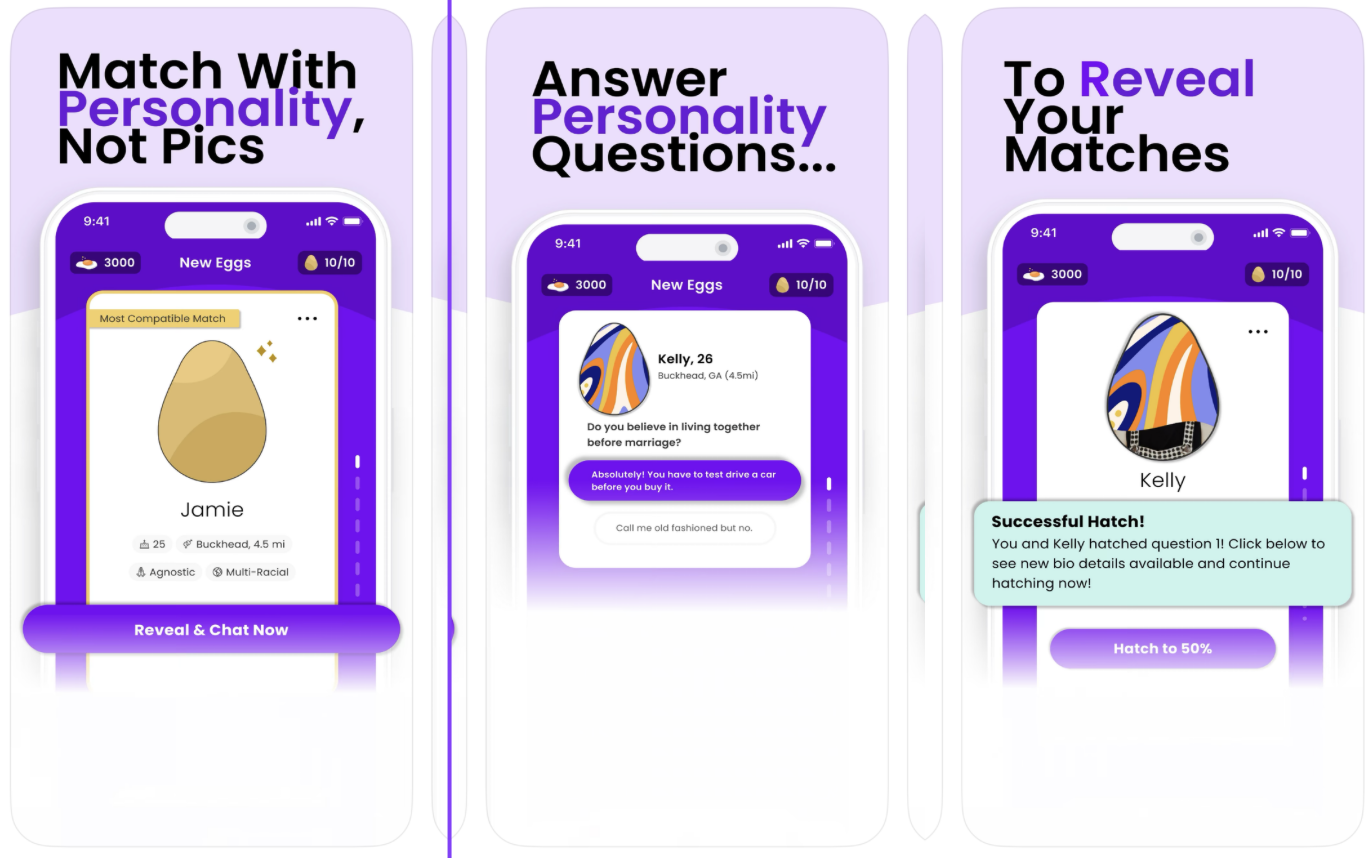 Match With
Personality,
Not Pics
9:41
3000
New Eggs
10/10
Most Compatible Match
Jamie
25
Buckhead, 4.5 mi
Agnostic
Multi-Racial
Reveal & Chat Now
Answer
Personality
Questions...
9:41
3000
New Eggs
10/10
Kelly, 26
Buckhead, GA (4.5mi)
Do you believe in living together
before marriage?
Absolutely! You have to test drive a car
before you buy it.
Call me old fashioned but no.
To Reveal
Your
Matches
9:41
3000
10/10
Kelly
Successful Hatch!
You and Kelly hatched question 1! Click below to
see new bio details available and continue
hatching now!
Hatch to 50%